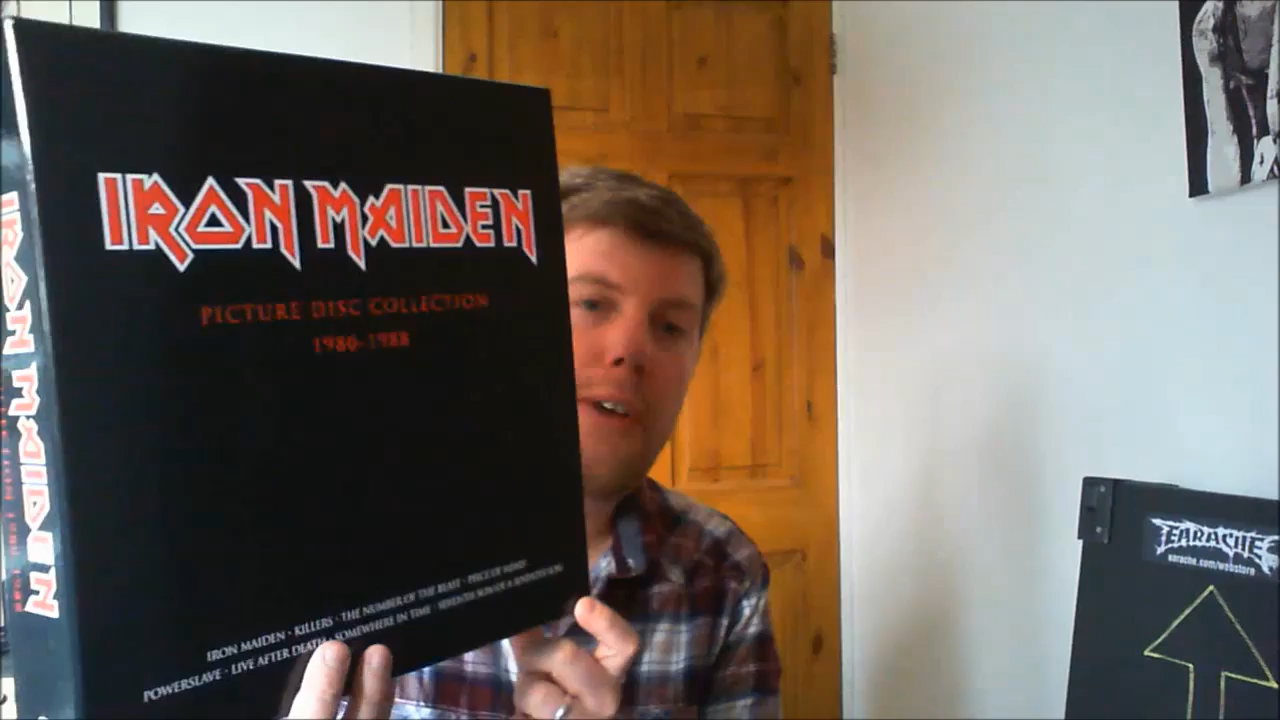 IRON MAIDEN
PICTURE DISC COLLECTION
1980-1988
IRON MAIDEN · KILLERS · THE NUMBER OF THE BEAST · PIECE OF MIND
POWERSLAVE · LIVE AFTER DEATH · SOMEWHERE IN TIME · SEVENTH SON OF A SEVENTH SON
IRON MAIDEN
EARACHE
earache.com/webstore